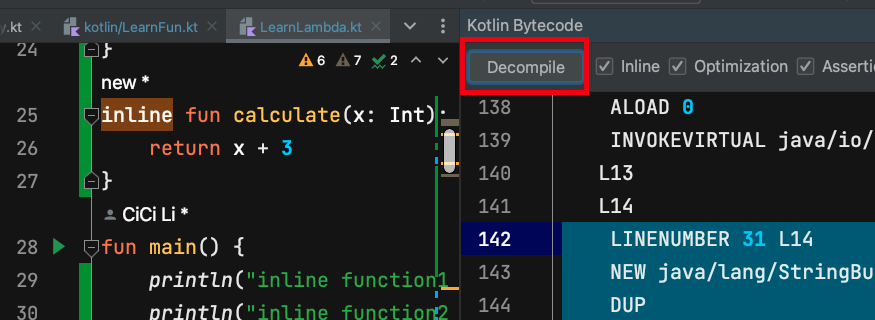 y.kt kotlin/LearnFun.kt LearnLambda.kt
24 }
6 7 2
new *
25 inline fun calculate(x: Int):
26 return x + 3
27 }
CiCi Li *
28 fun main() {
29 println("inline function1
30 println("inline function2
Kotlin Bytecode
Decompile Inline Optimization Asserti
138 ALOAD 0
139 INVOKEVIRTUAL java/io/
140 L13
141 L14
142 LINENUMBER 31 L14
143 NEW java/lang/StringBu
144 DUP